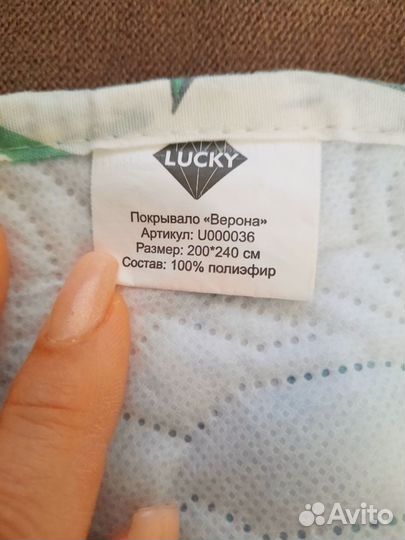 LUCKY
Покрывало «Верона»
Артикул: U000036
Размер: 200*240 см
Состав: 100% полиэфир
Avito